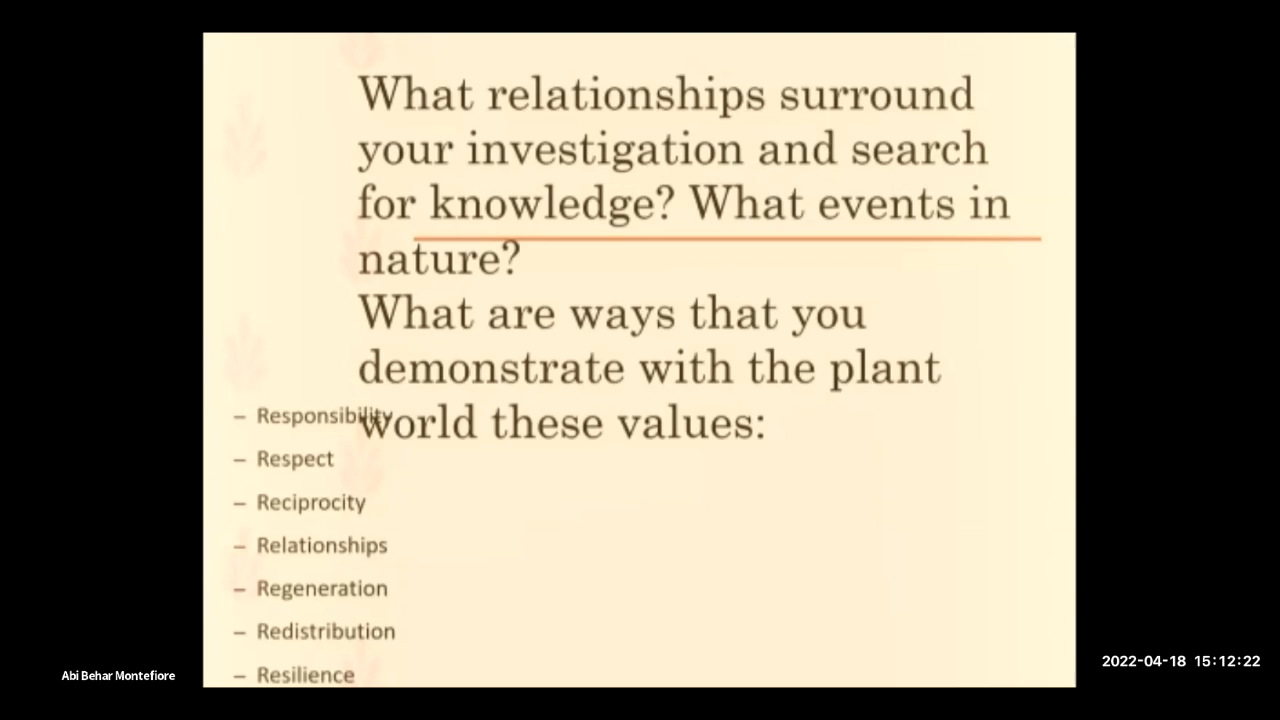 What relationships surround
your investigation and search
for knowledge? What events in
nature?
What are ways that you
demonstrate with the plant
world these values:
– Responsibility
– Respect
– Reciprocity
– Relationships
– Regeneration
– Redistribution
– Resilience
Abi Behar Montefiore
2022-04-18 15:12:22